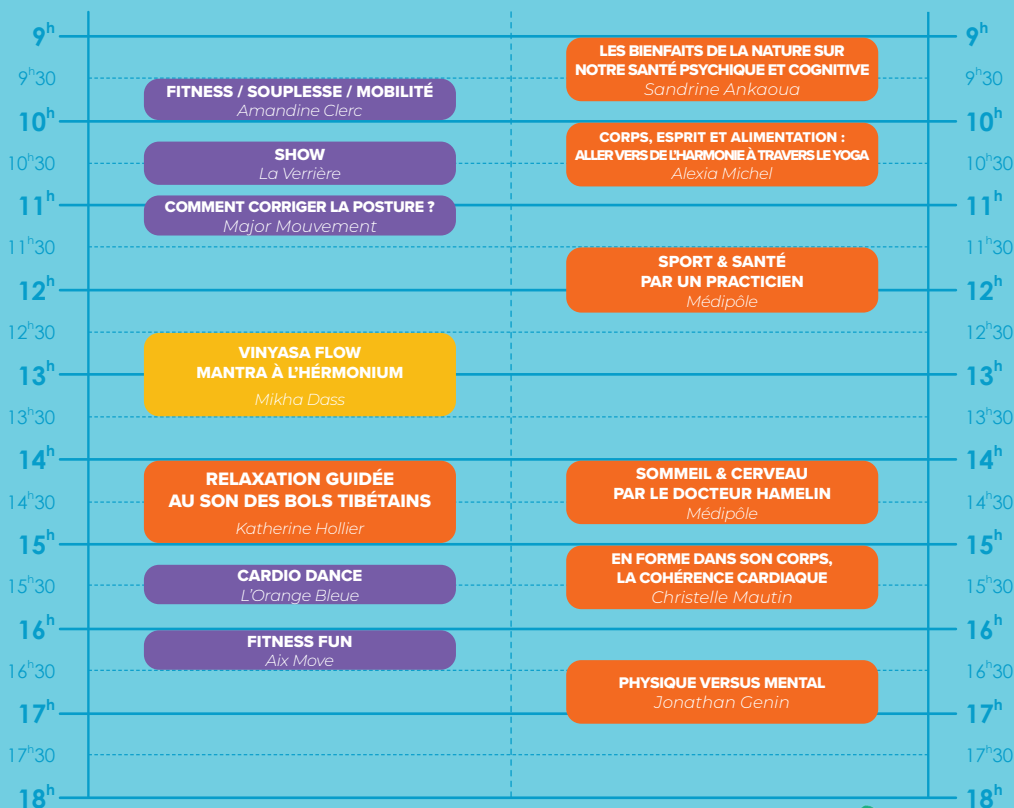 9h
9h30
10h
10h30
11h
11h30
12h
12h30
13h
13h30
14h
14h30
15h
15h30
16h
16h30
17h
17h30
18h
FITNESS / SOUPLESSE / MOBILITÉ
Amandine Clerc
SHOW
La Verrière
COMMENT CORRIGER LA POSTURE ?
Major Mouvement
VINYASA FLOW
MANTRA À L'HÉRMONIUM
Mikha Dass
RELAXATION GUIDÉE
AU SON DES BOLS TIBÉTAINS
Katherine Hollier
CARDIO DANCE
L'Orange Bleue
FITNESS FUN
Aix Move
LES BIENFAITS DE LA NATURE SUR
NOTRE SANTÉ PSYCHIQUE ET COGNITIVE
Sandrine Ankaoua
CORPS, ESPRIT ET ALIMENTATION :
ALLER VERS DE L'HARMONIE À TRAVERS LE YOGA
Alexia Michel
SPORT & SANTÉ
PAR UN PRACTICIEN
Médipôle
SOMMEIL & CERVEAU
PAR LE DOCTEUR HAMELIN
Médipôle
EN FORME DANS SON CORPS,
LA COHÉRENCE CARDIAQUE
Christelle Mautin
PHYSIQUE VERSUS MENTAL
Jonathan Genin
9h
9h30
10h
10h30
11h
11h30
12h
12h30
13h
13h30
14h
14h30
15h
15h30
16h
16h30
17h
17h30
18h